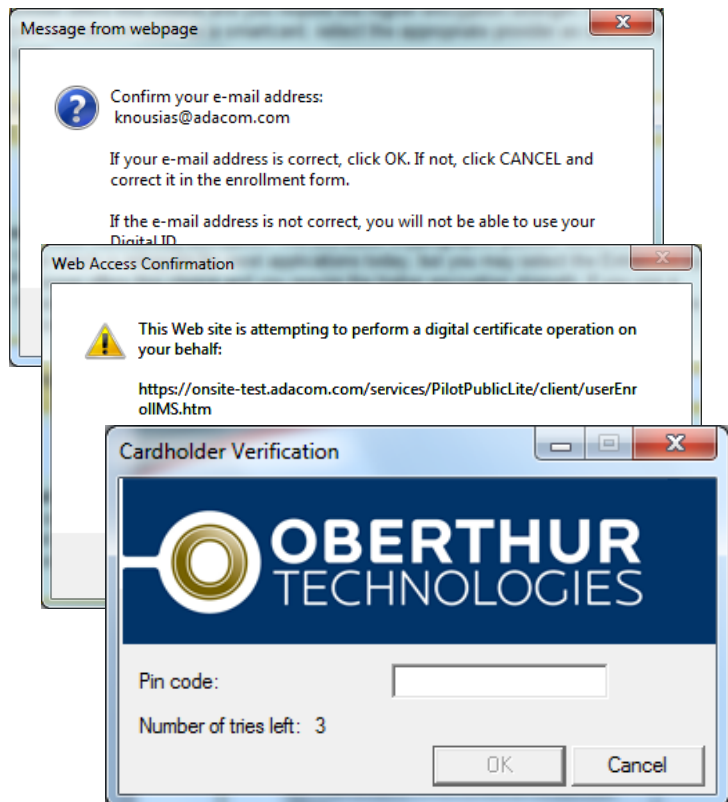 Message from webpage
Confirm your e-mail address:
knousias@adacom.com
If your e-mail address is correct, click OK. If not, click CANCEL and
correct it in the enrollment form.
If the e-mail address is not correct, you will not be able to use your
Digital ID
Web Access Confirmation
This Web site is attempting to perform a digital certificate operation on
your behalf:
https://onsite-test.adacom.com/services/PilotPublicLite/client/userEnr
ollMS.htm
Cardholder Verification
OBERTHUR
TECHNOLOGIES
Pin code:
Number of tries left: 3
OK Cancel